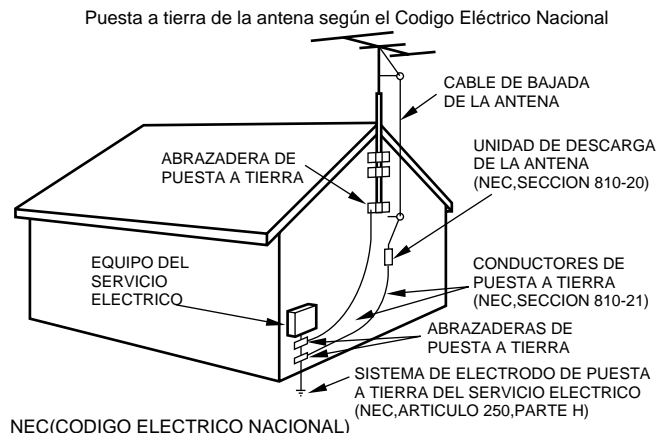 Puesta a tierra de la antena según el Codigo Eléctrico Nacional
CABLE DE BAJADA
DE LA ANTENA
ABRAZADERA DE
PUESTA A TIERRA
UNIDAD DE DESCARGA
DE LA ANTENA
(NEC,SECCION 810-20)
EQUIPO DEL
SERVICIO
ELECTRICO
CONDUCTORES DE
PUESTA A TIERRA
(NEC,SECCION 810-21)
ABRAZADERAS DE
PUESTA A TIERRA
SISTEMA DE ELECTRODO DE PUESTA
A TIERRA DEL SERVICIO ELECTRICO
(NEC,ARTICULO 250,PARTE H)
NEC(CODIGO ELECTRICO NACIONAL)